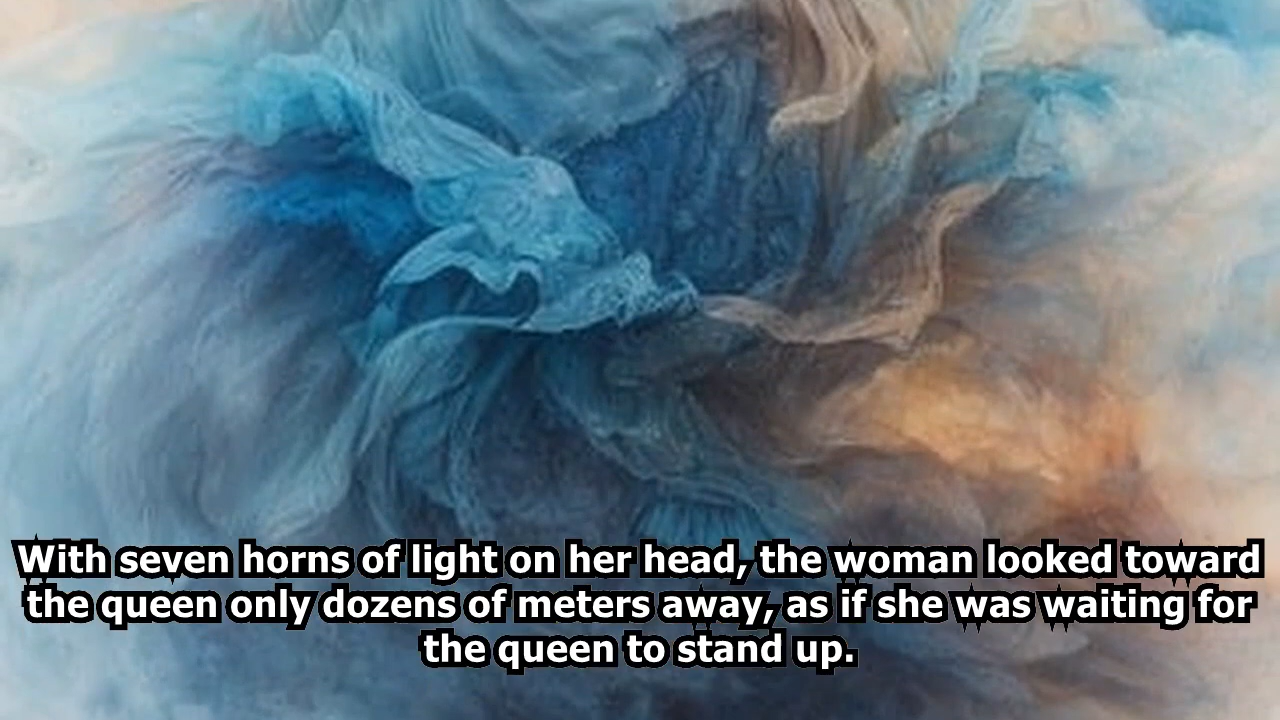 With seven horns of light on her head, the woman looked toward
the queen only dozens of meters away, as if she was waiting for
the queen to stand up.